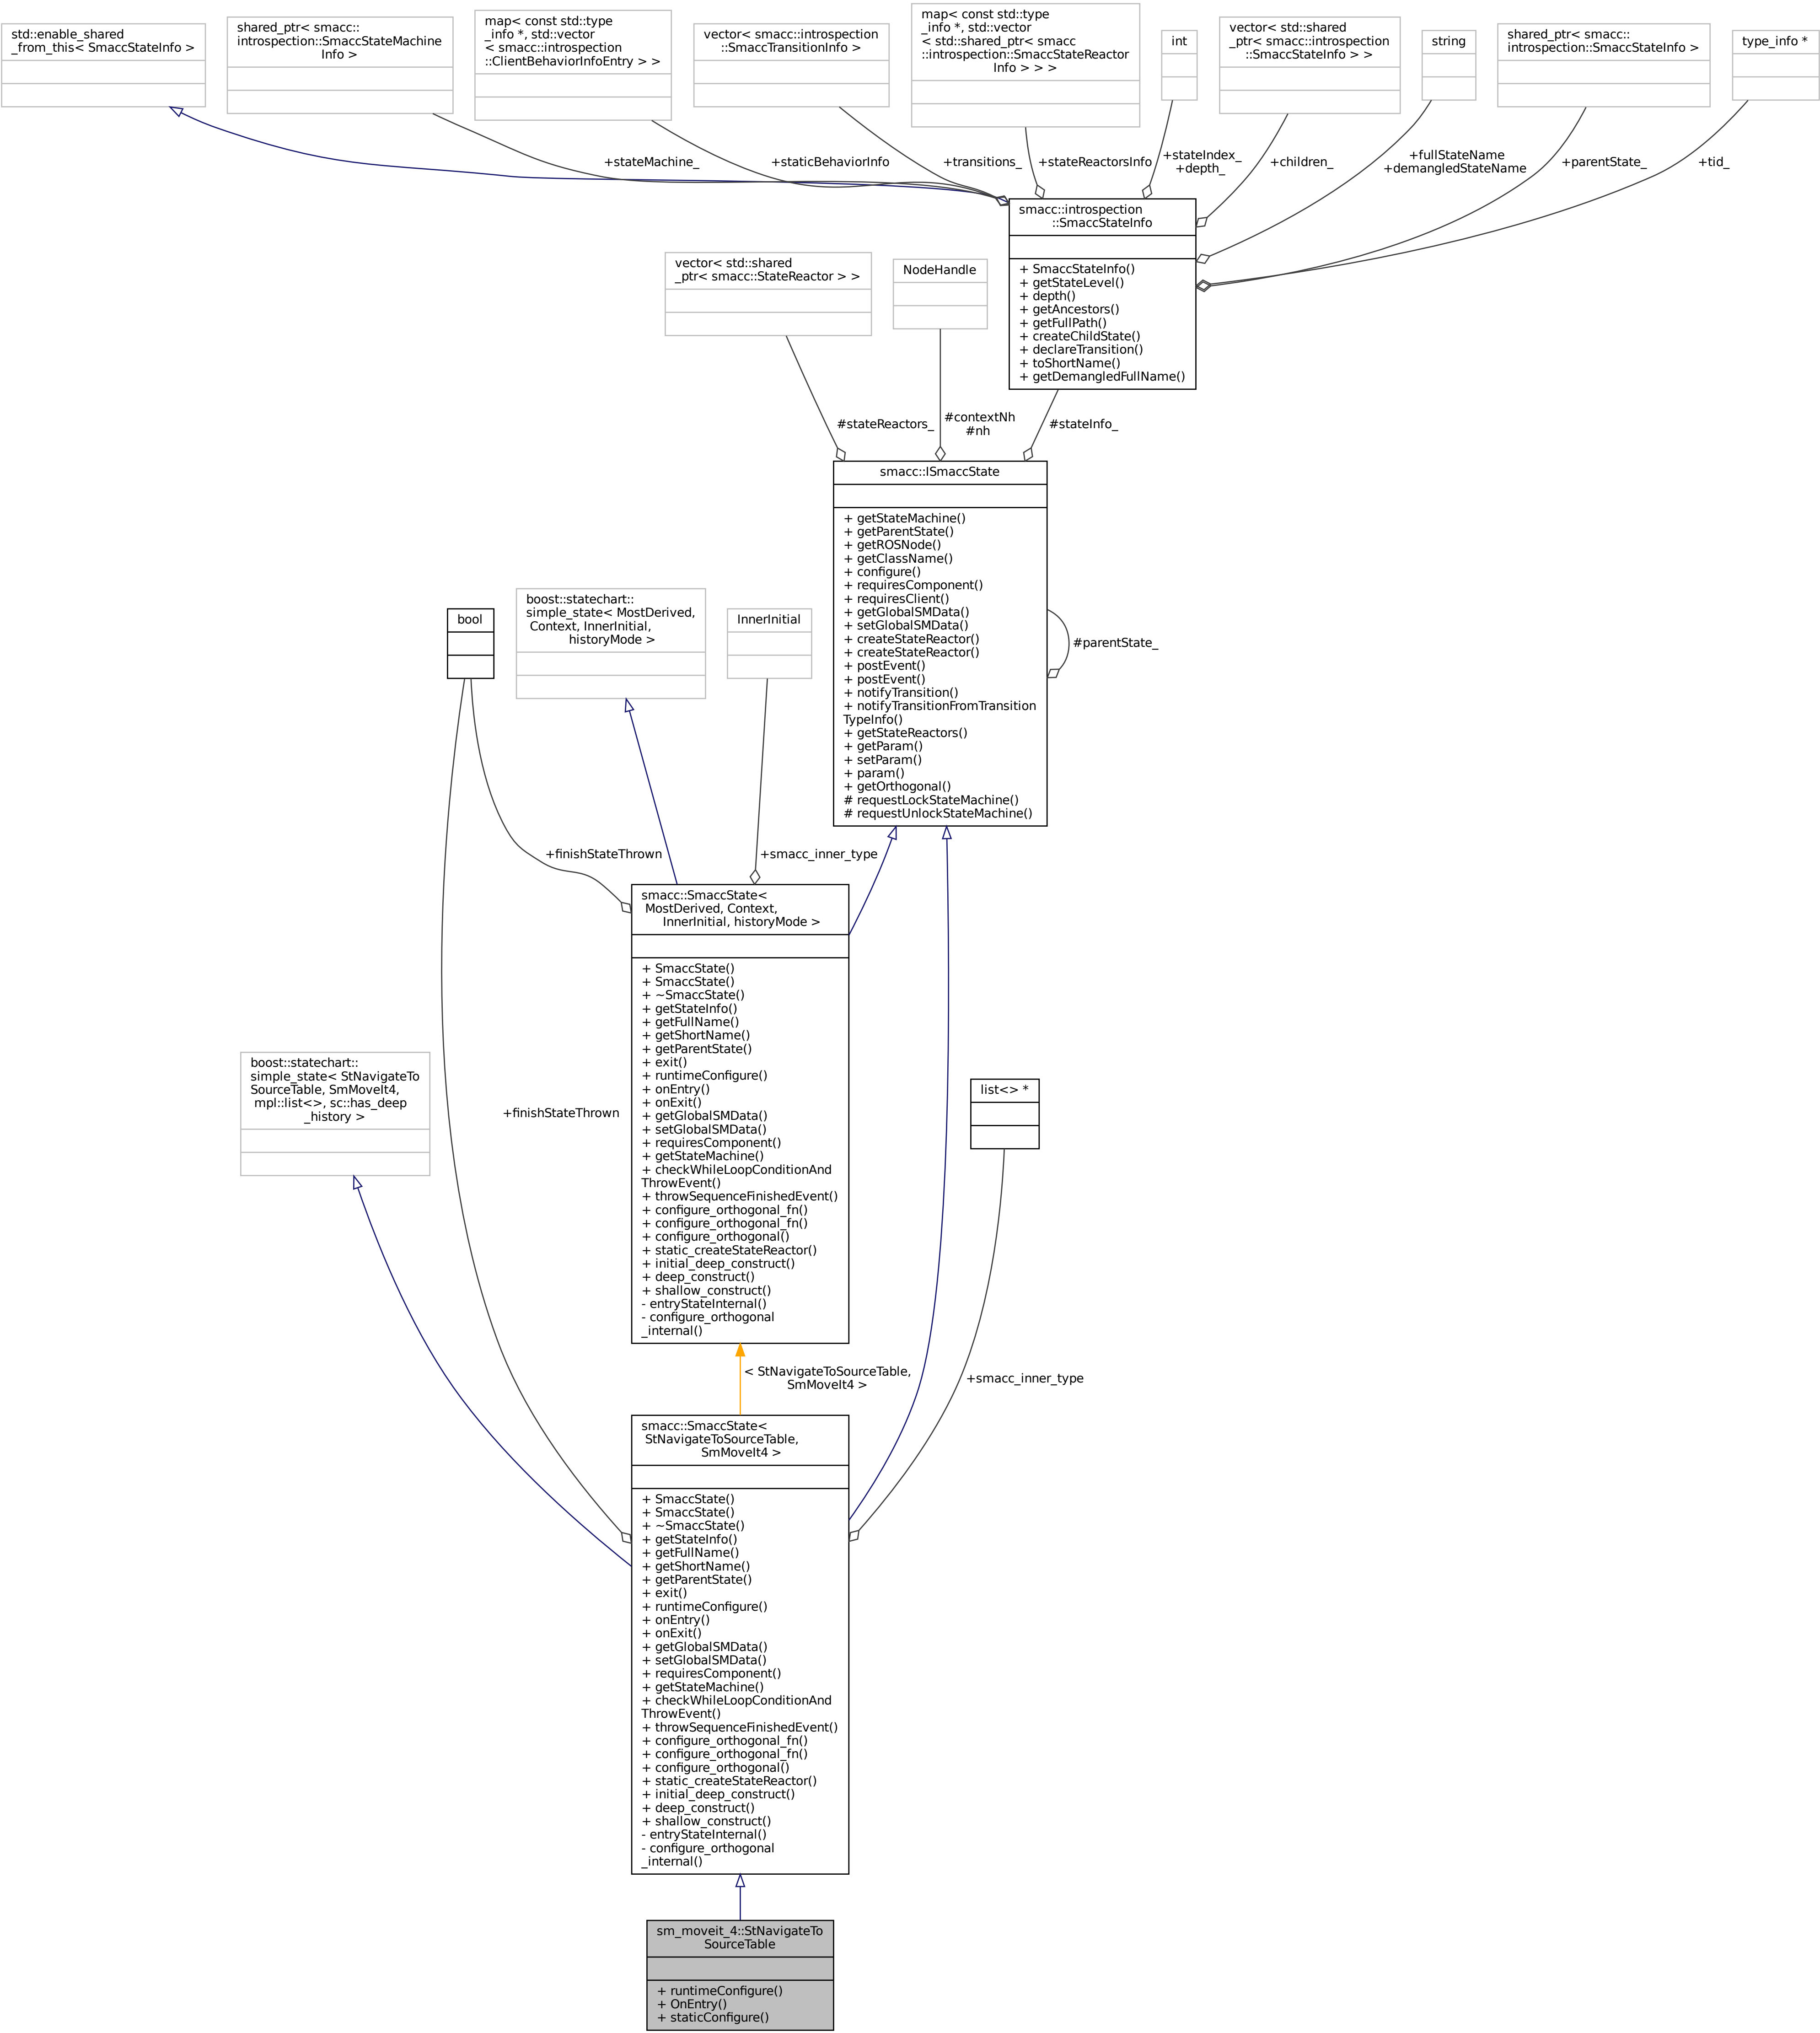 std::enable_shared
_from_this< SmaccStateInfo >
shared_ptr< smacc::
introspection::SmaccStateMachine
Info >
map< const std::type
_info *, std::vector
< smacc::introspection
::ClientBehaviorInfoEntry > >
vector< smacc::introspection
::SmaccTransitionInfo >
map< const std::type
_info *, std::vector
< std::shared_ptr< smacc
::introspection::SmaccStateReactor
Info > > >
int
vector< std::shared
_ptr< smacc::introspection
::SmaccStateInfo > >
string
shared_ptr< smacc::
introspection::SmaccStateInfo >
type_info *
+stateMachine_
+staticBehaviorInfo
+transitions_
+stateReactorsInfo
+stateIndex_
+depth_
+children_
+fullStateName
+demangledStateName
+parentState_
+tid_
smacc::introspection
::SmaccStateInfo
+ SmaccStateInfo()
+ getStateLevel()
+ depth()
+ getAncestors()
+ getFullPath()
+ createChildState()
+ declareTransition()
+ toShortName()
+ getDemangledFullName()
vector< std::shared
_ptr< smacc::StateReactor > >
NodeHandle
#stateReactors_
#contextNh
#nh
#stateInfo_
smacc::ISmaccState
+ getStateMachine()
+ getParentState()
+ getROSNode()
+ getClassName()
+ configure()
+ requiresComponent()
+ requiresClient()
+ getGlobalSMData()
+ setGlobalSMData()
+ createStateReactor()
+ createStateReactor()
+ postEvent()
+ postEvent()
+ notifyTransition()
+ notifyTransitionFromTransition
TypeInfo()
+ getStateReactors()
+ getParam()
+ setParam()
+ param()
+ getOrthogonal()
# requestLockStateMachine()
# requestUnlockStateMachine()
#parentState_
bool
boost::statechart::
simple_state< MostDerived,
Context, InnerInitial,
historyMode >
InnerInitial
+finishStateThrown
+smacc_inner_type
smacc::SmaccState<
MostDerived, Context,
InnerInitial, historyMode >
+ SmaccState()
+ SmaccState()
+ ~SmaccState()
+ getStateInfo()
+ getFullName()
+ getShortName()
+ getParentState()
+ exit()
+ runtimeConfigure()
+ onEntry()
+ onExit()
+ getGlobalSMData()
+ setGlobalSMData()
+ requiresComponent()
+ getStateMachine()
+ checkWhileLoopConditionAnd
ThrowEvent()
+ throwSequenceFinishedEvent()
+ configure_orthogonal_fn()
+ configure_orthogonal_fn()
+ configure_orthogonal()
+ static_createStateReactor()
+ initial_deep_construct()
+ deep_construct()
+ shallow_construct()
- entryStateInternal()
- configure_orthogonal
_internal()
boost::statechart::
simple_state< StNavigateTo
SourceTable, SmMoveIt4,
mpl::list<>, sc::has_deep
_history >
+finishStateThrown
list<> *
< StNavigateToSourceTable,
SmMoveIt4 >
+smacc_inner_type
smacc::SmaccState<
StNavigateToSourceTable,
SmMoveIt4 >
+ SmaccState()
+ SmaccState()
+ ~SmaccState()
+ getStateInfo()
+ getFullName()
+ getShortName()
+ getParentState()
+ exit()
+ runtimeConfigure()
+ onEntry()
+ onExit()
+ getGlobalSMData()
+ setGlobalSMData()
+ requiresComponent()
+ getStateMachine()
+ checkWhileLoopConditionAnd
ThrowEvent()
+ throwSequenceFinishedEvent()
+ configure_orthogonal_fn()
+ configure_orthogonal_fn()
+ configure_orthogonal()
+ static_createStateReactor()
+ initial_deep_construct()
+ deep_construct()
+ shallow_construct()
- entryStateInternal()
- configure_orthogonal
_internal()
sm_moveit_4::StNavigateTo
SourceTable
+ runtimeConfigure()
+ OnEntry()
+ staticConfigure()